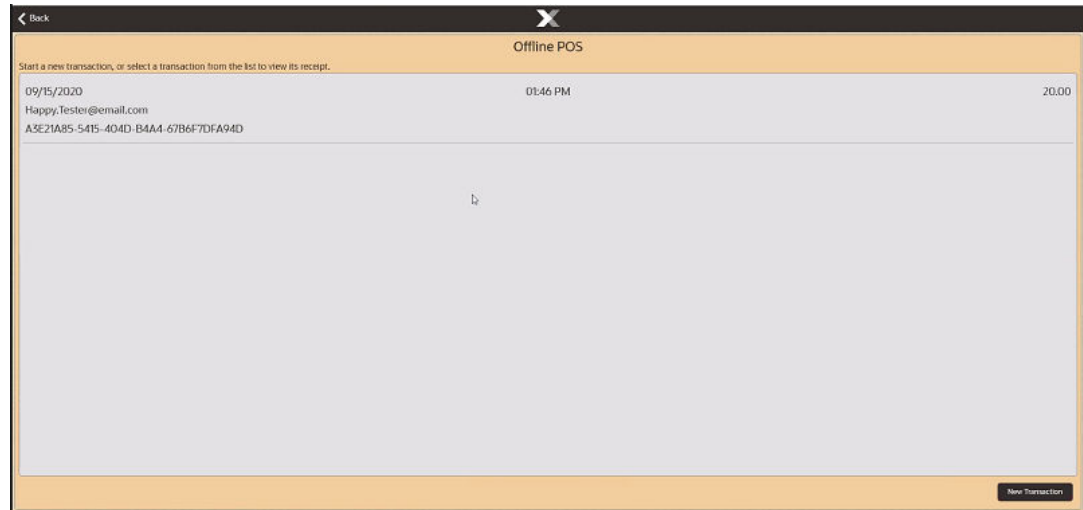 Back
Offline POS
Start a new transaction, or select a transaction from the list to view its receipt.
09/15/2020 01:46 PM 20.00
Happy.Tester@email.com
A3E21A85-5415-404D-B4A4-67B6F7DFA94D
New Transaction